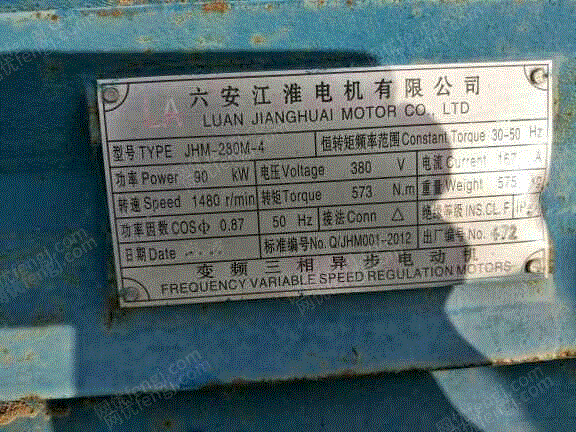 六安江淮电机有限公司
LUAN JIANGHUAI MOTOR CO., LTD
型号 TYPE JHM-280M-4 恒转矩频率范围 Constant Torque 30-50 Hz
功率 Power 90 kW 电压 Voltage 380 V 电流 Current 167 A
转速 Speed 1480 r/min 转矩 Torque 573 N.m 重量 Weight 575 kg
功率因数 COSΦ 0.87 50 Hz 接法 Conn △ 绝缘等级 INS.CL.F
日期 Date 标准编号 No. Q/JHM001-2012 出厂编号 No. 472
变频三相异步电动机
FREQUENCY VARIABLE SPEED REGULATION MOTORS